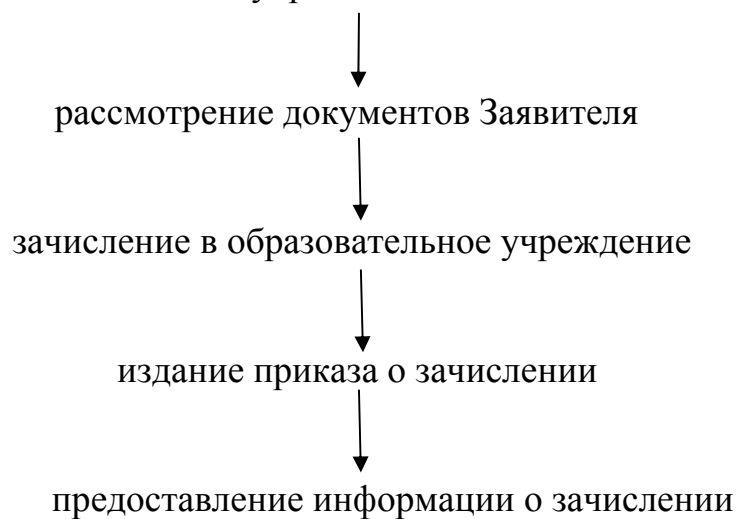 рассмотрение документов Заявителя
зачисление в образовательное учреждение
издание приказа о зачислении
предоставление информации о зачислении